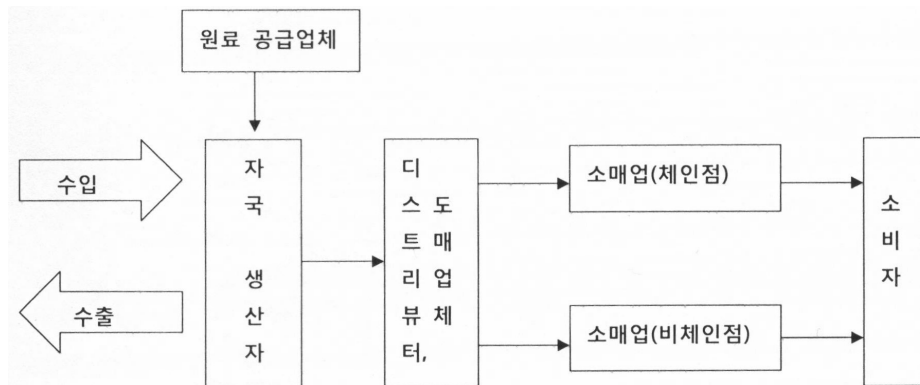 원료 공급업체
수입
수출
자국 생산자
디스트리뷰터,
도매업체
소매업(체인점)
소매업(비체인점)
소비자